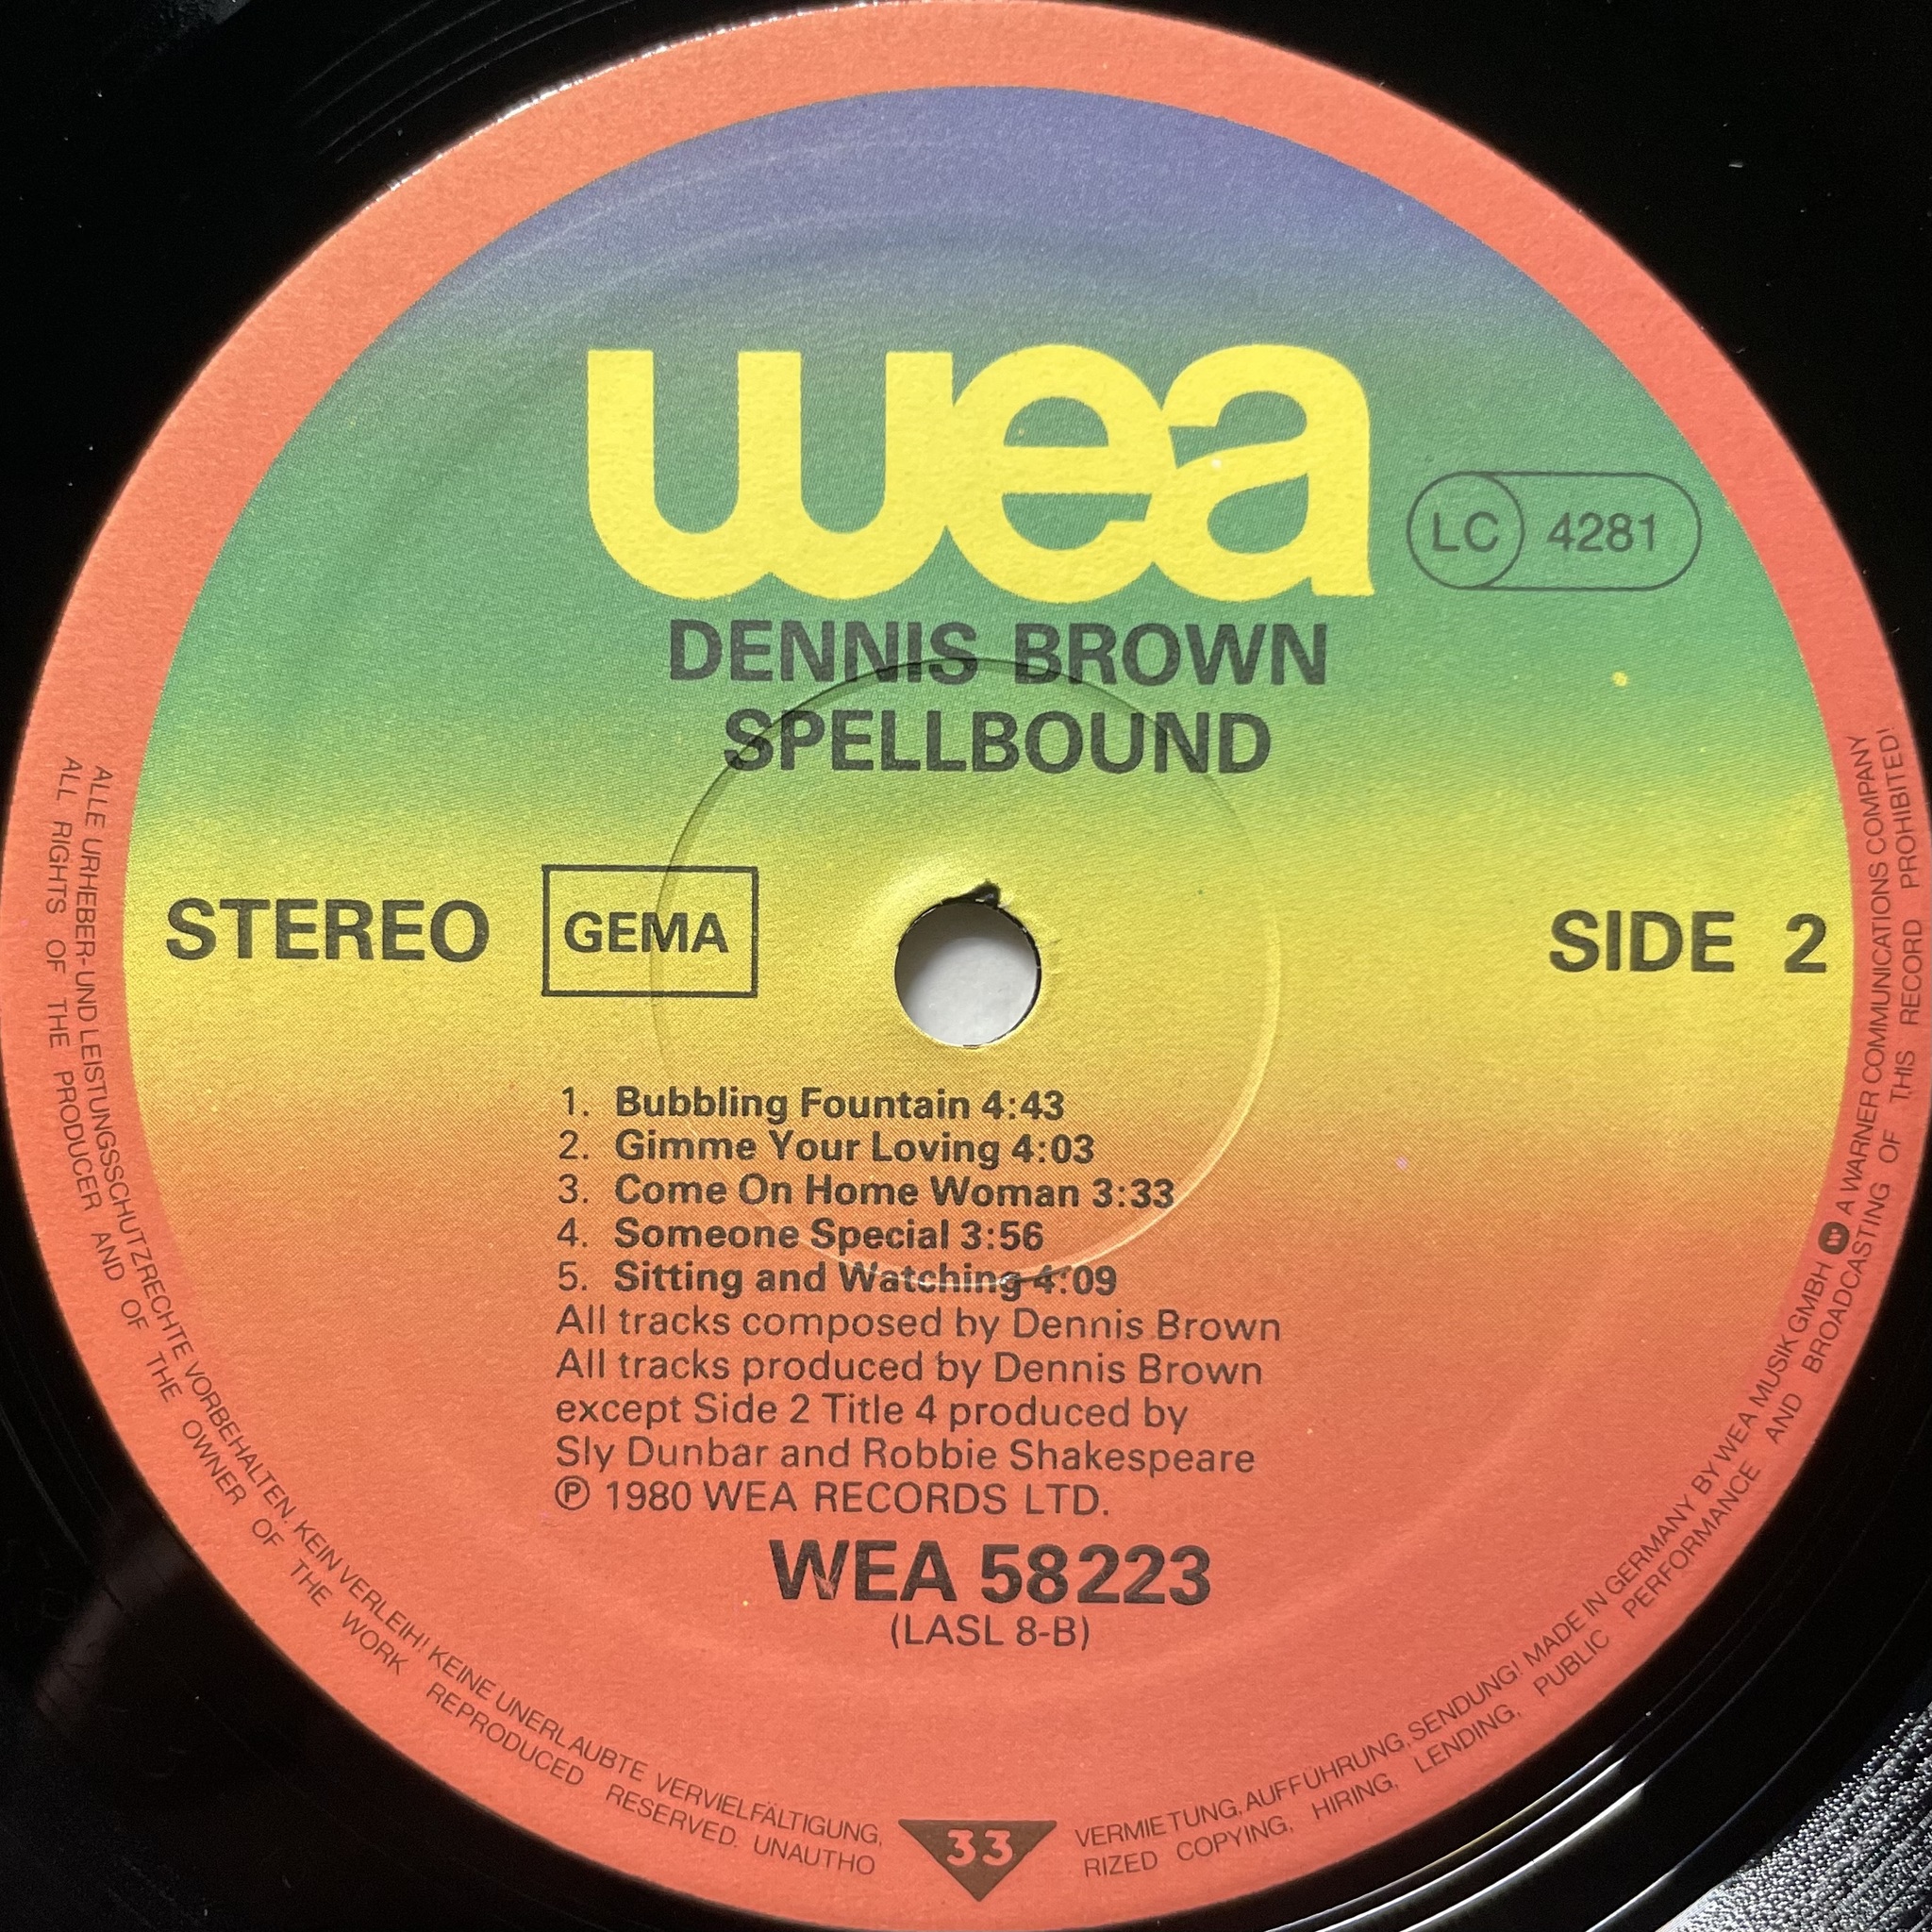 wea
LC 4281
DENNIS BROWN
SPELLBOUND
STEREO GEMA SIDE 2
1. Bubbling Fountain 4:43
2. Gimme Your Loving 4:03
3. Come On Home Woman 3:33
4. Someone Special 3:56
5. Sitting and Watching 4:09
All tracks composed by Dennis Brown
All tracks produced by Dennis Brown
except Side 2 Title 4 produced by
Sly Dunbar and Robbie Shakespeare
℗ 1980 WEA RECORDS LTD.
WEA 58223
(LASL 8-B)
33
ALLE URHEBER- UND LEISTUNGSSCHUTZRECHTE VORBEHALTEN. KEIN VERLEIH! KEINE UNERLAUBTE VERVIELFÄLTIGUNG, VERMIETUNG, AUFFÜHRUNG, SENDUNG! MADE IN GERMANY BY WEA MUSIK GMBH W A WARNER COMMUNICATIONS COMPANY
ALL RIGHTS OF THE PRODUCER AND OF THE OWNER OF THE WORK REPRODUCED RESERVED. UNAUTHORIZED COPYING, HIRING, LENDING, PUBLIC PERFORMANCE AND BROADCASTING OF THIS RECORD PROHIBITED!